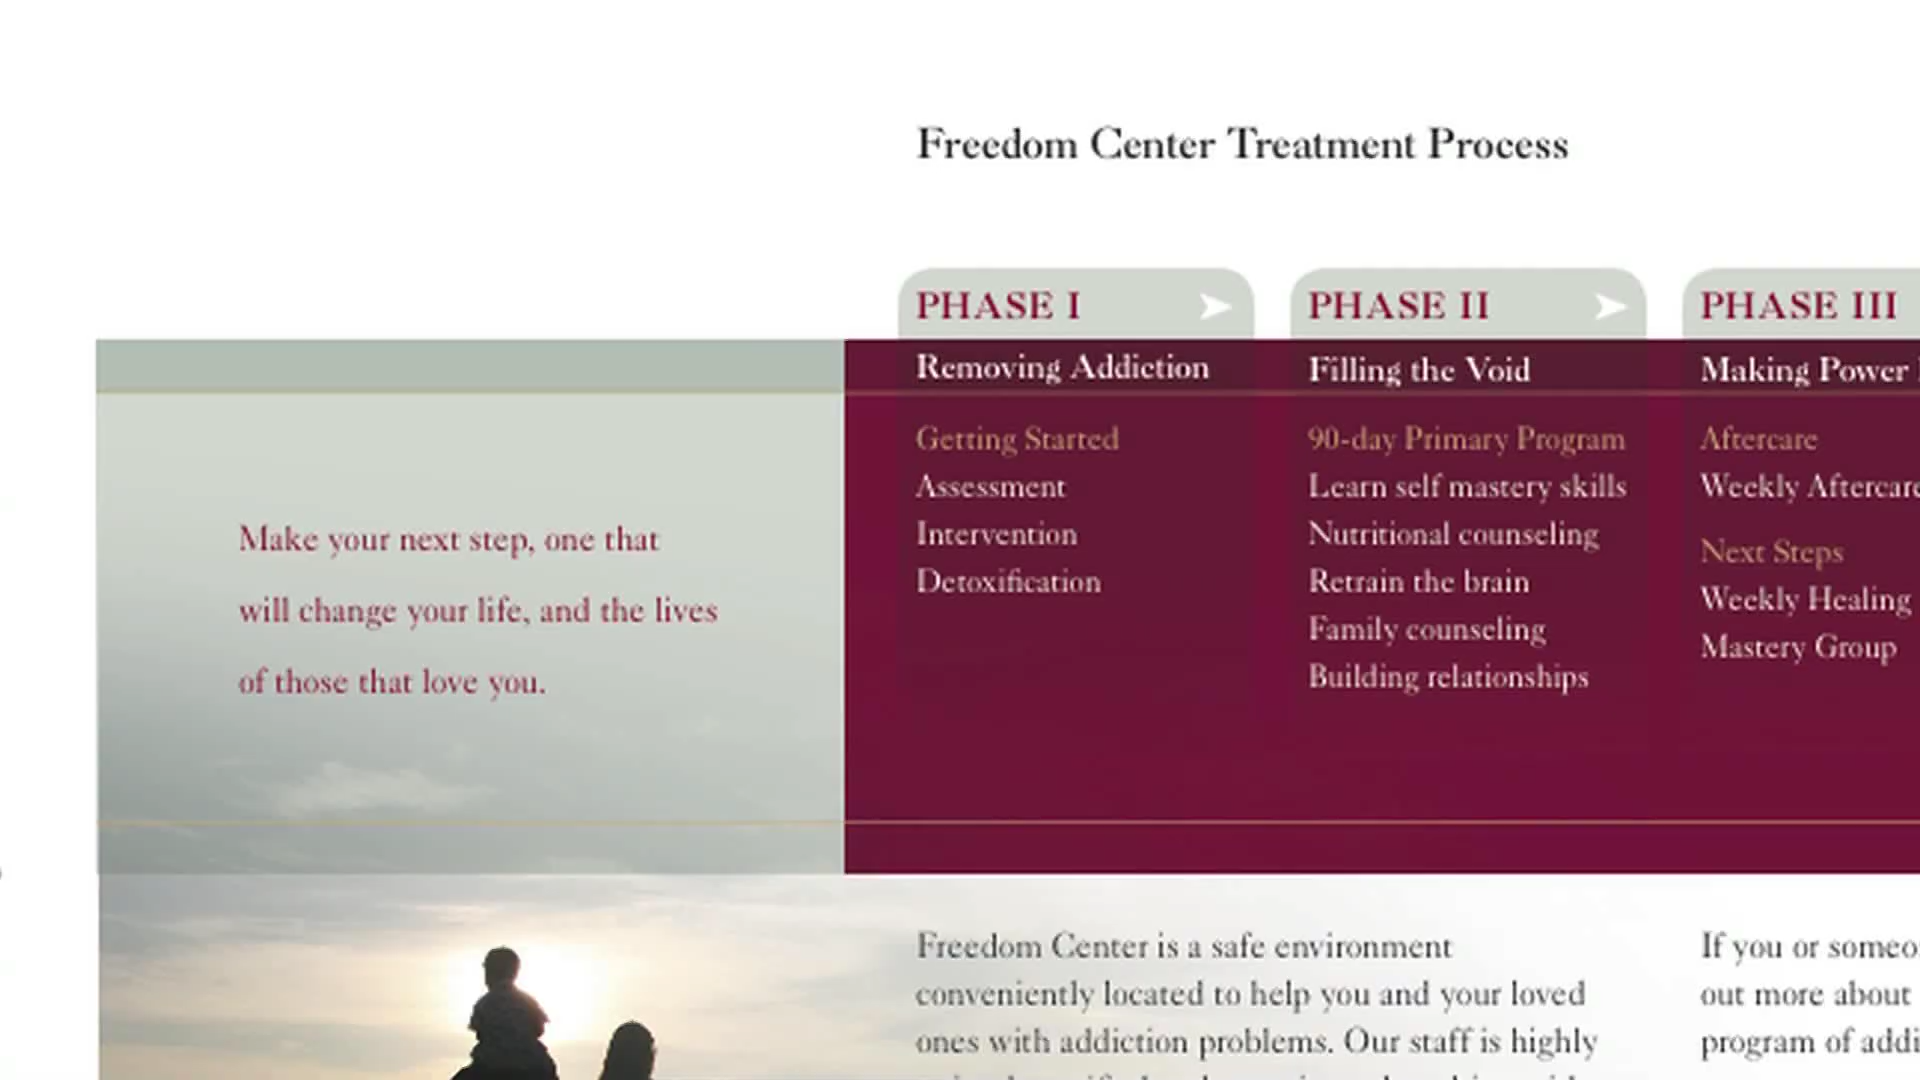 Freedom Center Treatment Process
PHASE I
Removing Addiction
Getting Started
Assessment
Intervention
Detoxification
PHASE II
Filling the Void
90-day Primary Program
Learn self mastery skills
Nutritional counseling
Retrain the brain
Family counseling
Building relationships
PHASE III
Making Power
Aftercare
Weekly Aftercare
Next Steps
Weekly Healing
Mastery Group
Make your next step, one that
will change your life, and the lives
of those that love you.
Freedom Center is a safe environment
conveniently located to help you and your loved
ones with addiction problems. Our staff is highly
If you or
out more about
program of